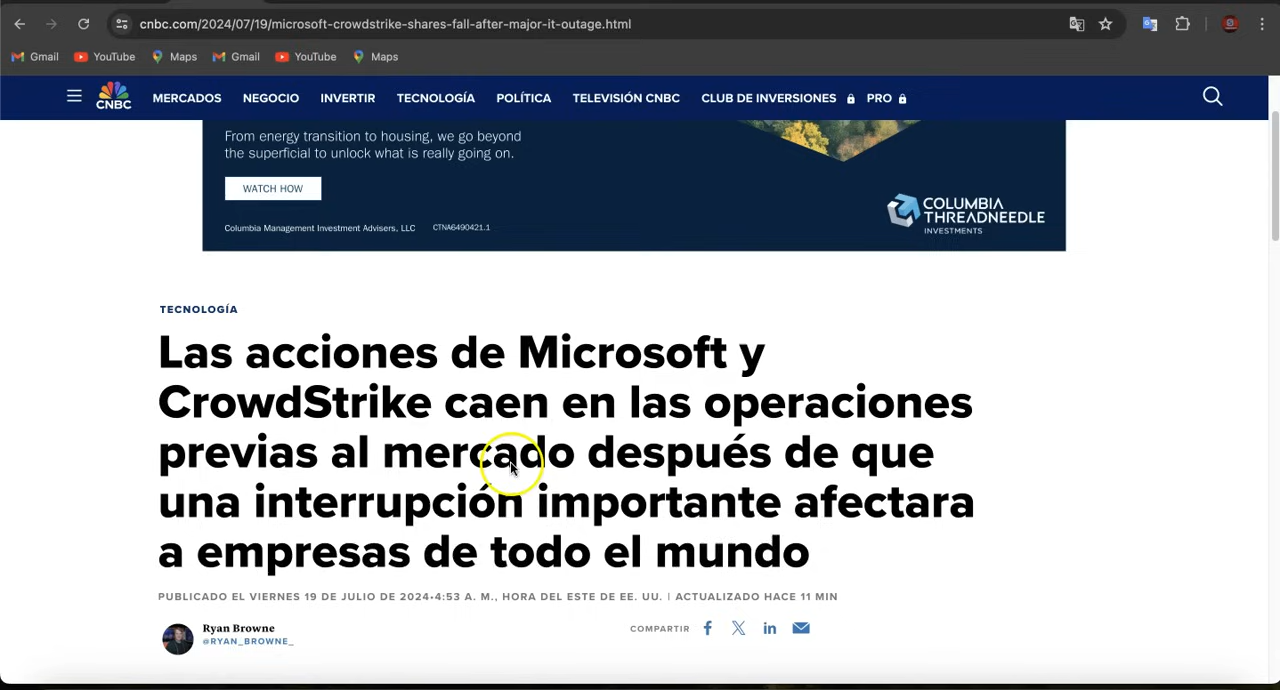 cnbc.com/2024/07/19/microsoft-crowdstrike-shares-fall-after-major-it-outage.html
Gmail YouTube Maps Gmail YouTube Maps
CNBC MERCADOS NEGOCIO INVERTIR TECNOLOGÍA POLÍTICA TELEVISIÓN CNBC CLUB DE INVERSIONES PRO
From energy transition to housing, we go beyond
the superficial to unlock what is really going on.
WATCH HOW
COLUMBIA
THREADNEEDLE
INVESTMENTS
Columbia Management Investment Advisers, LLC CTNA6490421.1
TECNOLOGÍA
Las acciones de Microsoft y
CrowdStrike caen en las operaciones
previas al mercado después de que
una interrupción importante afectara
a empresas de todo el mundo
PUBLICADO EL VIERNES 19 DE JULIO DE 2024•4:53 A. M., HORA DEL ESTE DE EE. UU. | ACTUALIZADO HACE 11 MIN
Ryan Browne
@RYAN_BROWNE_
COMPARTIR